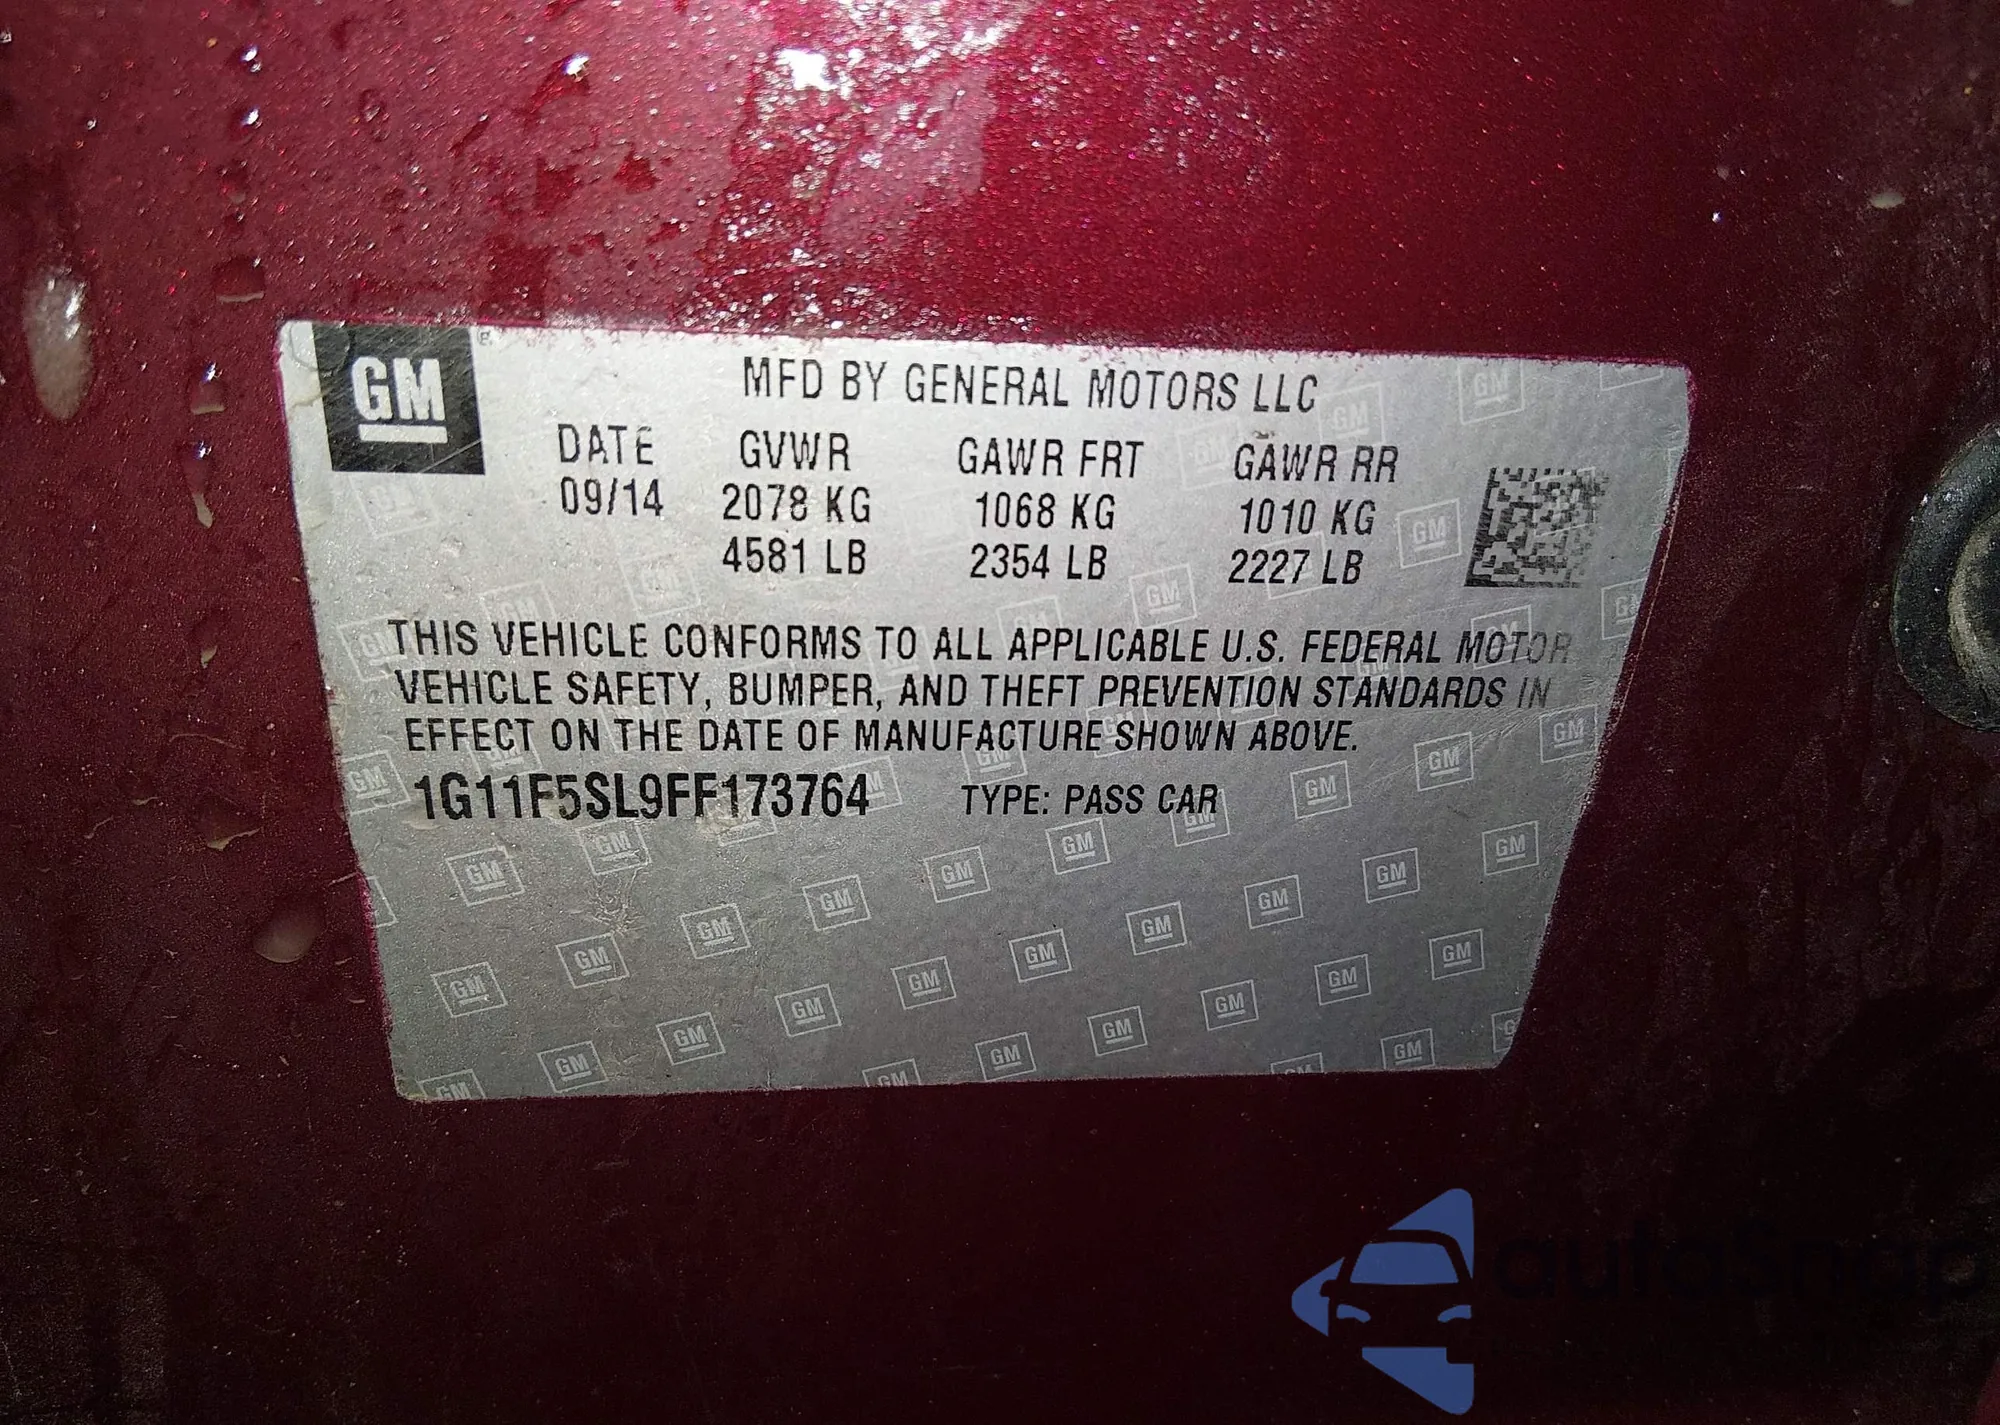 GM
MFD BY GENERAL MOTORS LLC
DATE GVWR GAWR FRT GAWR RR
09/14 2078 KG 1068 KG 1010 KG
4581 LB 2354 LB 2227 LB
THIS VEHICLE CONFORMS TO ALL APPLICABLE U.S. FEDERAL MOTOR
VEHICLE SAFETY, BUMPER, AND THEFT PREVENTION STANDARDS IN
EFFECT ON THE DATE OF MANUFACTURE SHOWN ABOVE.
1G11F5SL9FF173764 TYPE: PASS CAR
autosnap